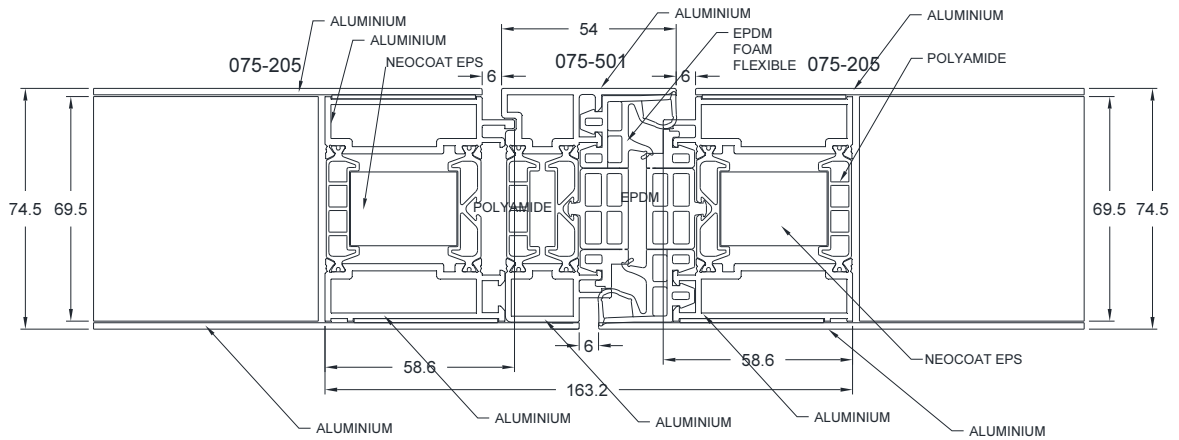 ALUMINIUM
ALUMINIUM
ALUMINIUM
54
ALUMINIUM
EPDM
FOAM
FLEXIBLE
075-205
NEOCOAT EPS
6
075-501
6
075-205
POLYAMIDE
74.5
69.5
POLYAMIDE
EPDM
69.5
74.5
58.6
6
58.6
NEOCOAT EPS
163.2
ALUMINIUM
ALUMINIUM
ALUMINIUM
ALUMINIUM
ALUMINIUM